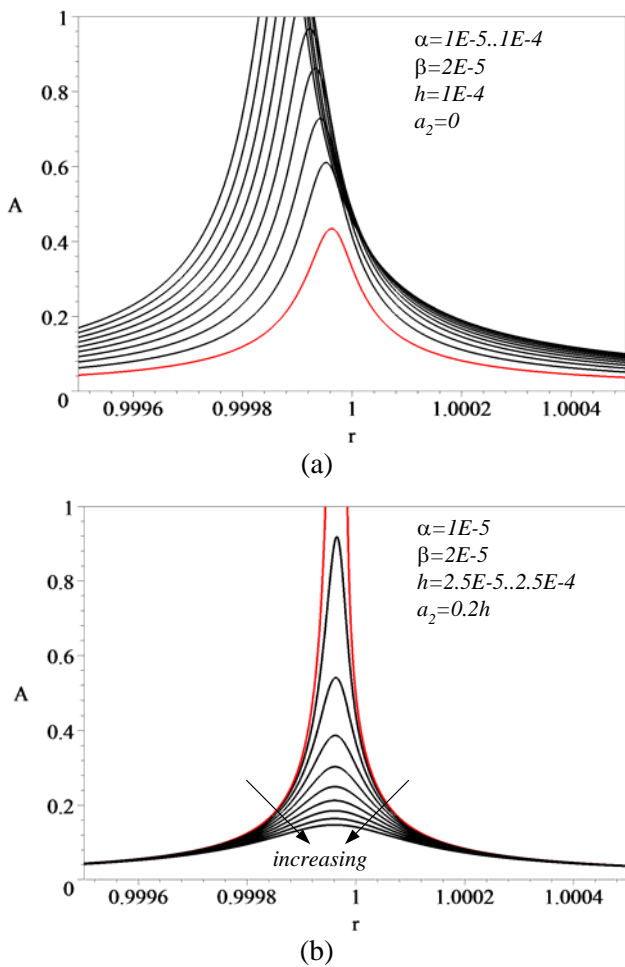 1
0.8
0.6
A
0.4
0.2
0
0.9996
0.9998
1
1.0002
1.0004
r
α=1E-5..1E-4
β=2E-5
h=1E-4
a₂=0
(a)
1
0.8
0.6
A
0.4
0.2
0
0.9996
0.9998
1
1.0002
1.0004
r
α=1E-5
β=2E-5
h=2.5E-5..2.5E-4
a₂=0.2h
increasing
(b)